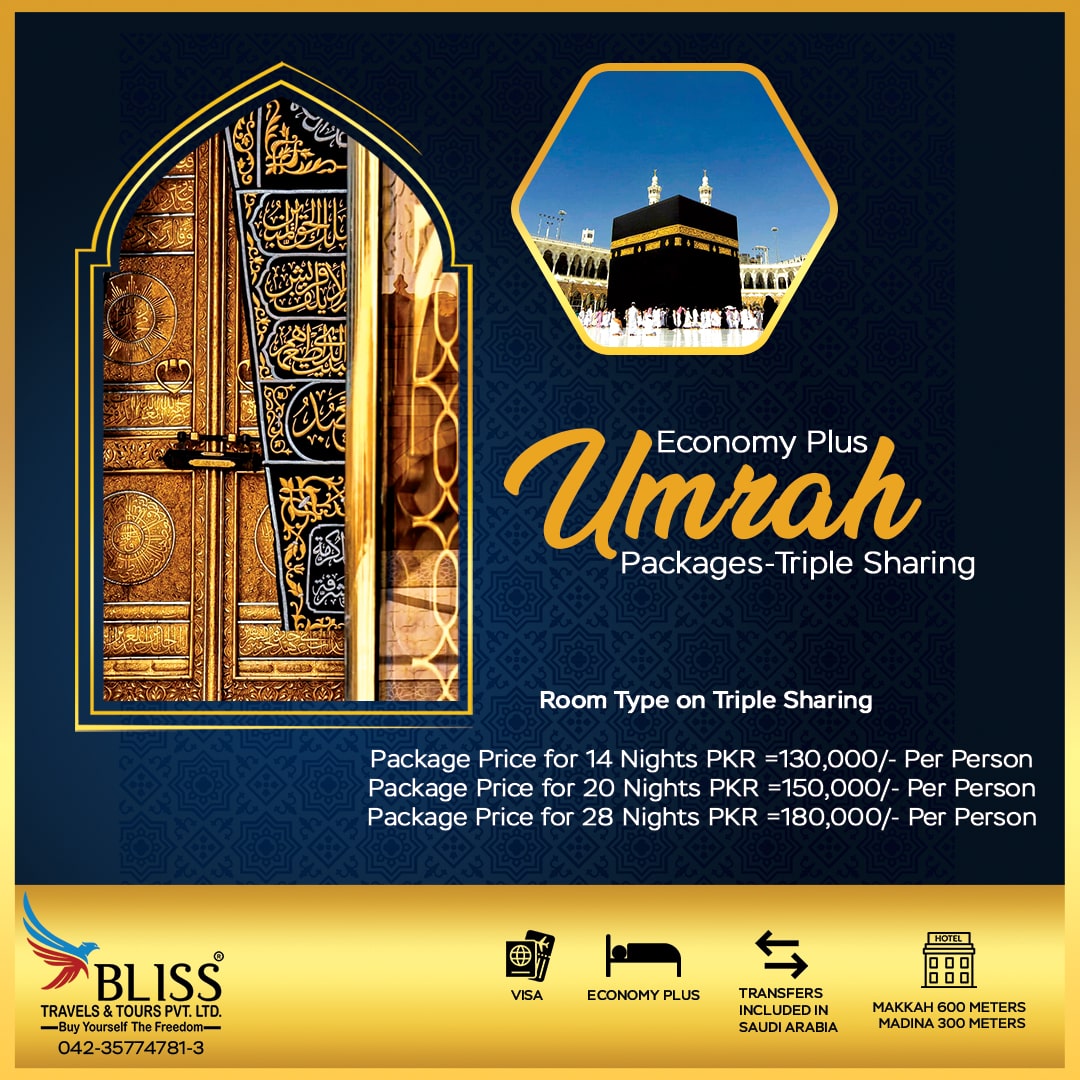 Economy Plus
Umrah
Packages-Triple Sharing
Room Type on Triple Sharing
Package Price for 14 Nights PKR =130,000/- Per Person
Package Price for 20 Nights PKR =150,000/- Per Person
Package Price for 28 Nights PKR =180,000/- Per Person
BLISS®
TRAVELS & TOURS PVT. LTD.
Buy Yourself The Freedom
042-35774781-3
VISA
ECONOMY PLUS
TRANSFERS
INCLUDED IN
SAUDI ARABIA
HOTEL
MAKKAH 600 METERS
MADINA 300 METERS